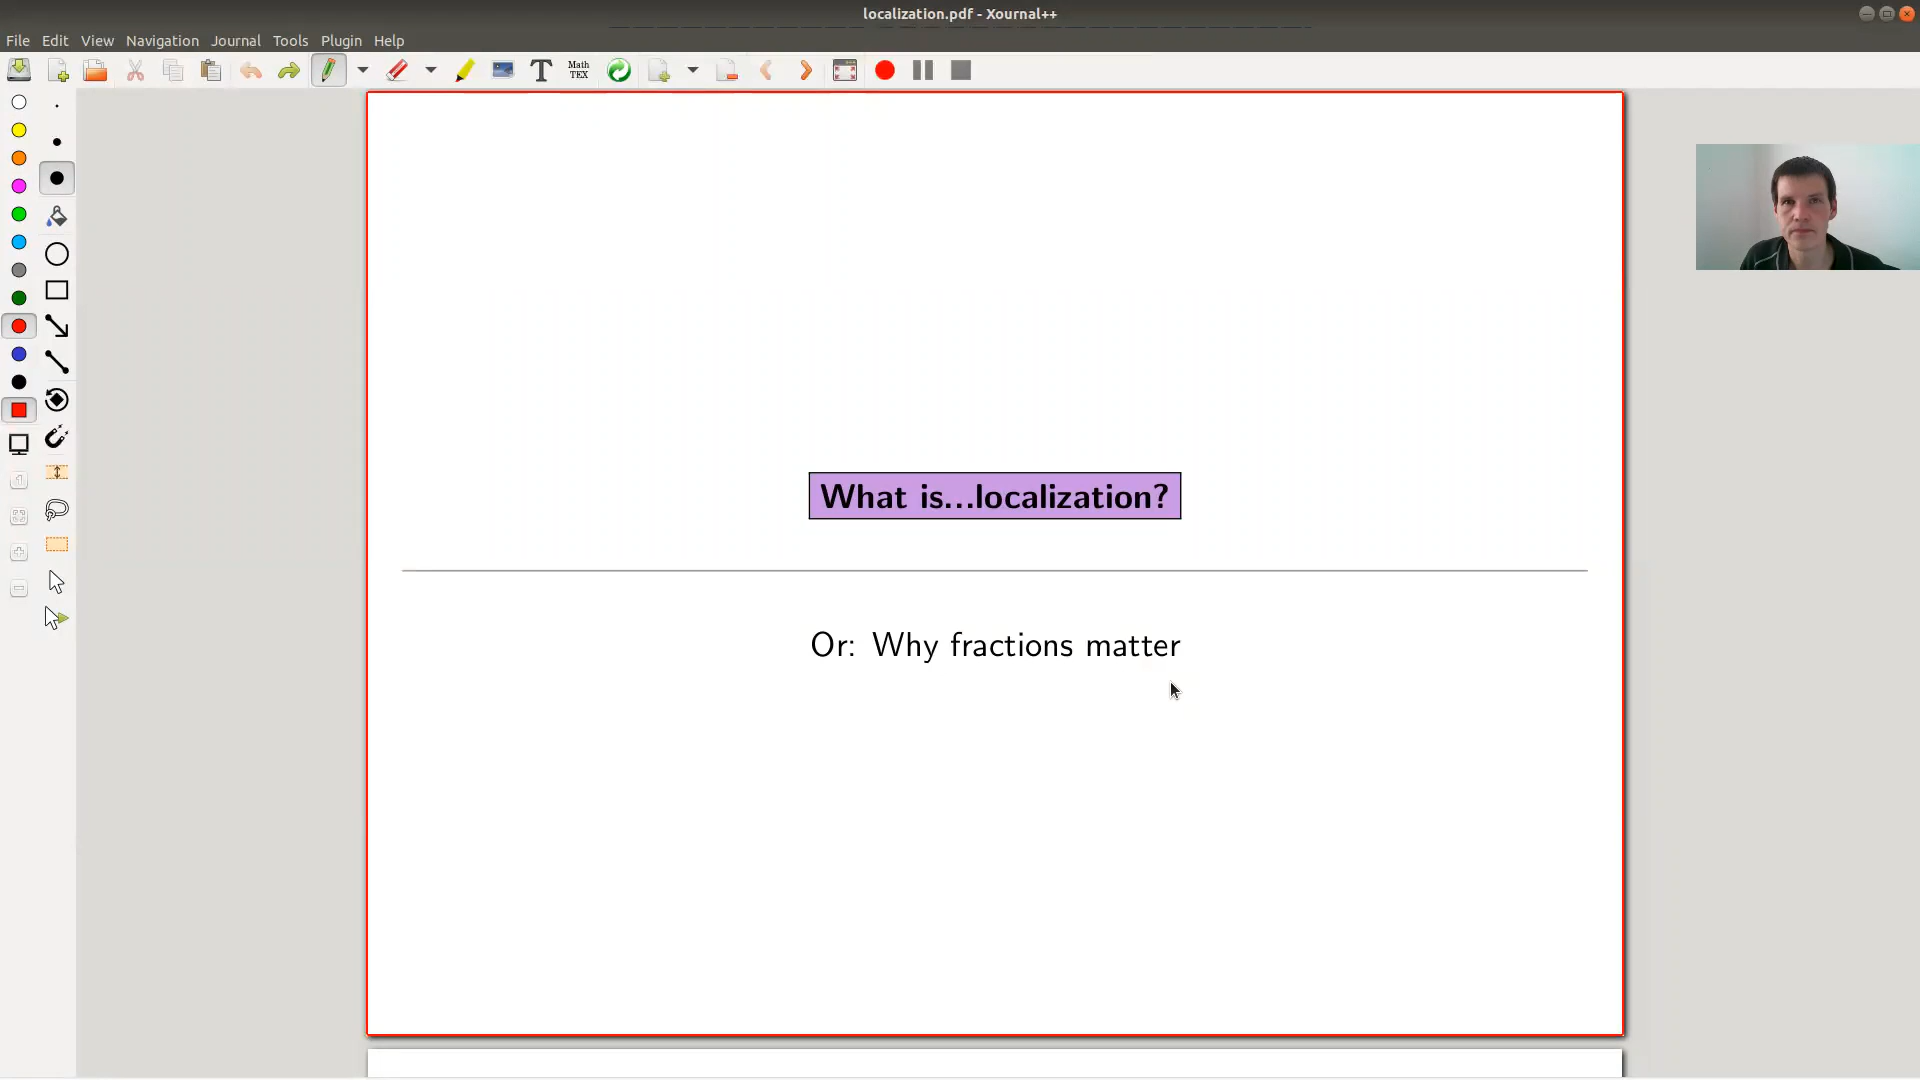 localization.pdf - Xournal++
File Edit View Navigation Journal Tools Plugin Help
Math
TEX
What is...localization?
Or: Why fractions matter